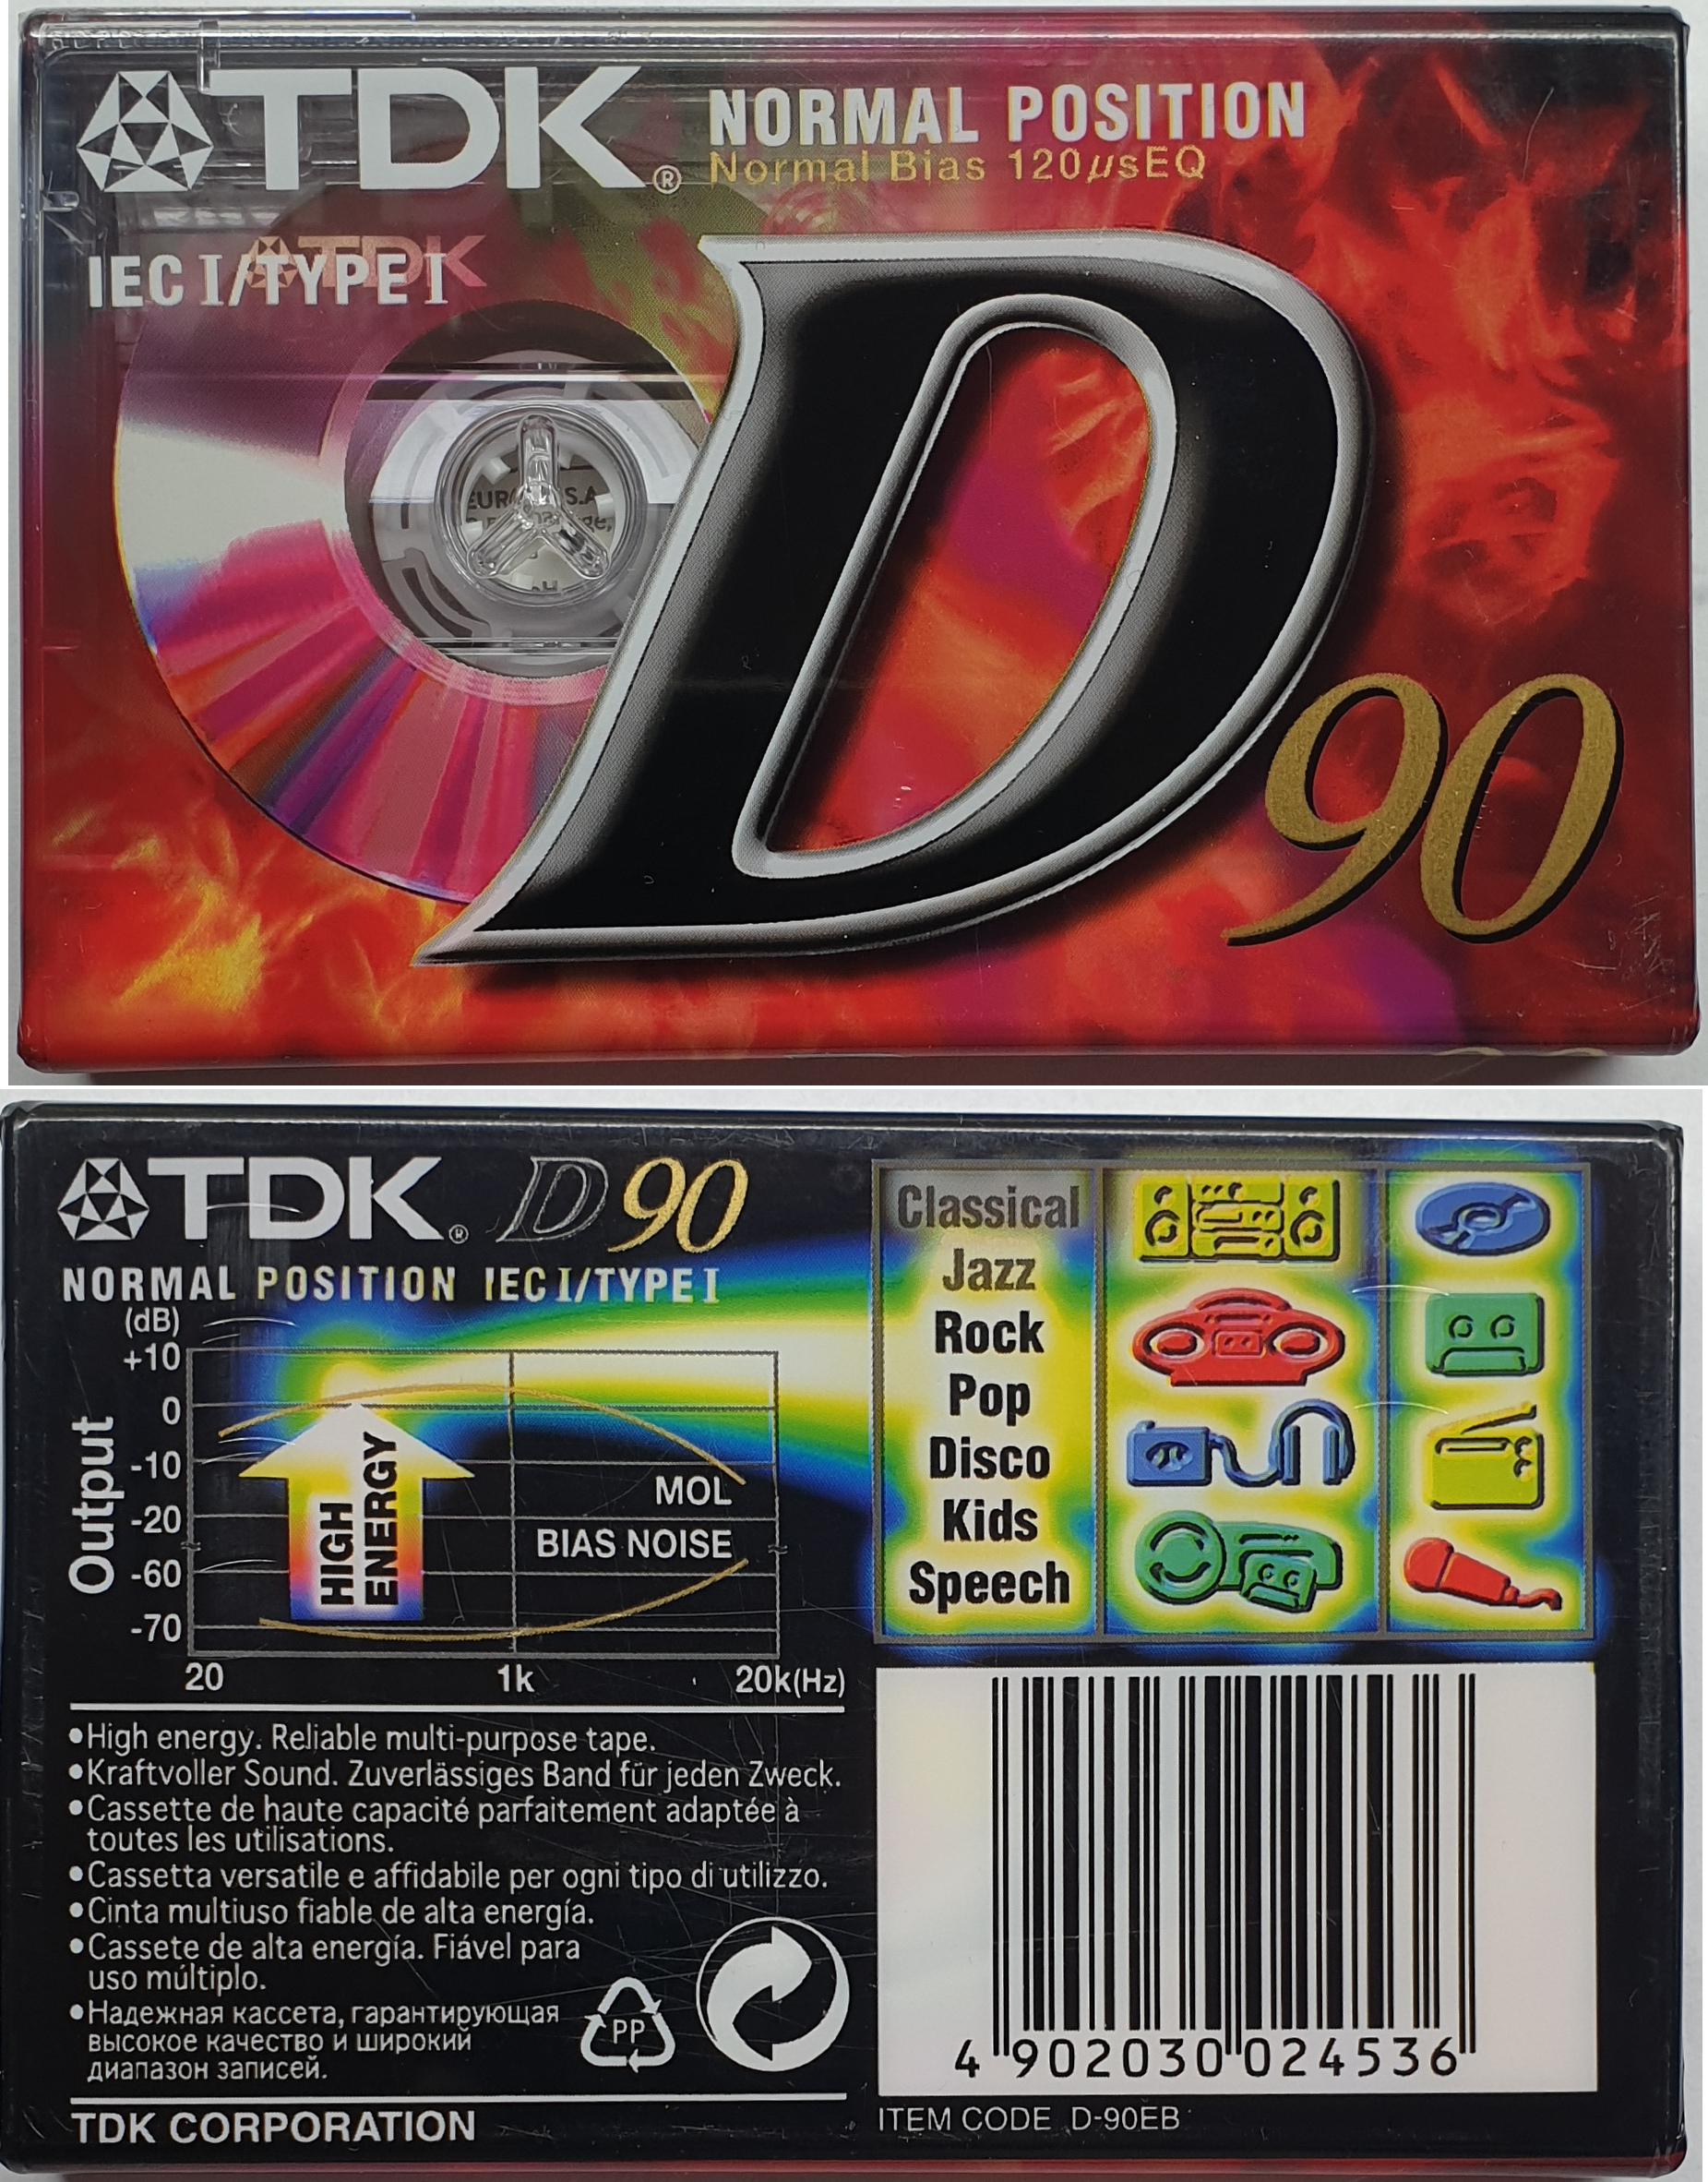 TDK®
NORMAL POSITION
Normal Bias 120µsEQ
TDK
IEC I/TYPE I
S.A
D
90
TDK® D90
NORMAL POSITION IEC I/TYPE I
(dB)
+10
0
-10
-20
-60
-70
Output
HIGH
ENERGY
MOL
BIAS NOISE
20 1k 20k(Hz)
Classical
Jazz
Rock
Pop
Disco
Kids
Speech
•High energy. Reliable multi-purpose tape.
•Kraftvoller Sound. Zuverlässiges Band für jeden Zweck.
•Cassette de haute capacité parfaitement adaptée à
toutes les utilisations.
•Cassetta versatile e affidabile per ogni tipo di utilizzo.
•Cinta multiuso fiable de alta energía.
•Cassete de alta energía. Fiável para
uso múltiplo.
•Надежная кассета, гарантирующая
высокое качество и широкий
диапазон записей.
PP
TDK CORPORATION
4 902030 024536
ITEM CODE D-90EB